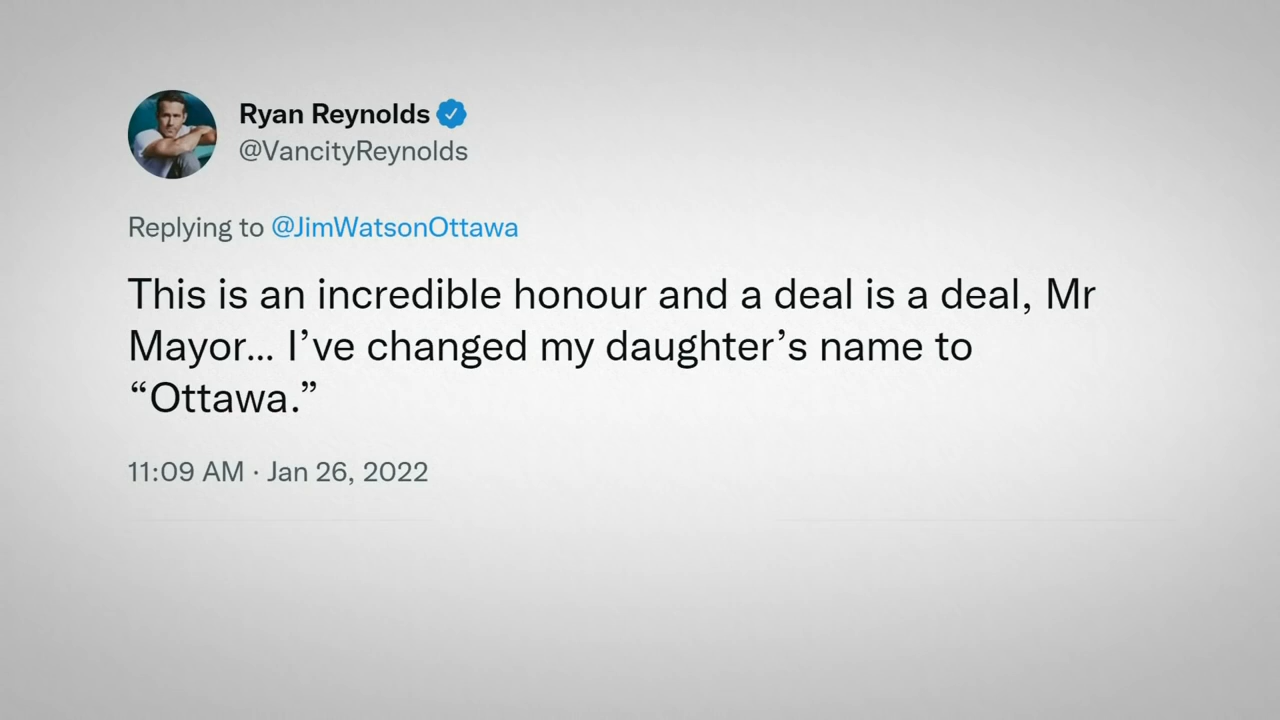 Ryan Reynolds
@VancityReynolds
Replying to @JimWatsonOttawa
This is an incredible honour and a deal is a deal, Mr
Mayor... I’ve changed my daughter’s name to
“Ottawa.”
11:09 AM · Jan 26, 2022